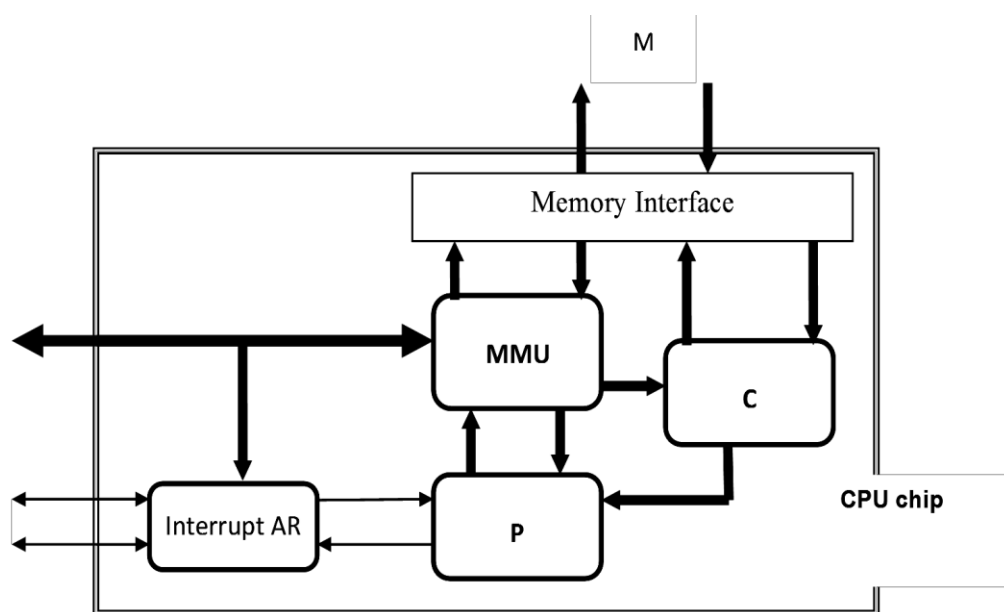 M
Memory Interface
MMU
C
CPU chip
Interrupt AR
P